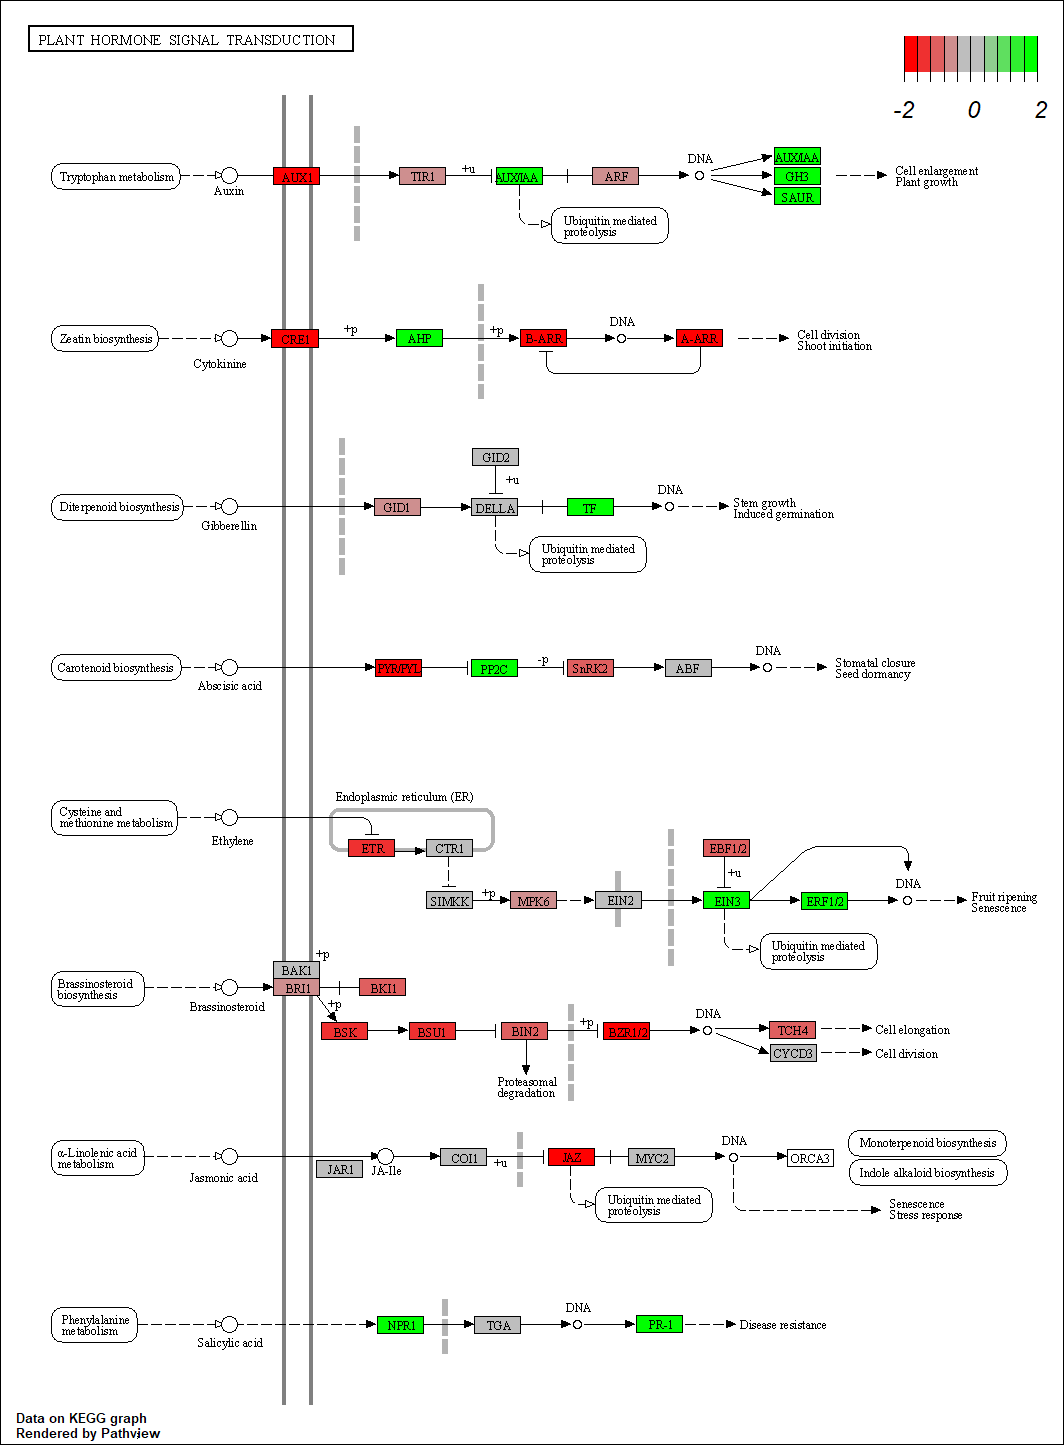 PLANT HORMONE SIGNAL TRANSDUCTION
-2 0 2
Tryptophan metabolism
Auxin
AUX1
TIR1
+u
AUX/IAA
ARF
DNA
AUX/IAA
GH3
SAUR
Cell enlargement
Plant growth
Ubiquitin mediated
proteolysis
Zeatin biosynthesis
Cytokinine
CRE1
+p
AHP
+p
B-ARR
DNA
A-ARR
Cell division
Shoot initiation
GID2
+u
Diterpenoid biosynthesis
Gibberellin
GID1
DELLA
TF
DNA
Stem growth
Induced germination
Ubiquitin mediated
proteolysis
Carotenoid biosynthesis
Abscisic acid
PYR/PYL
PP2C
-p
SnRK2
ABF
DNA
Stomatal closure
Seed dormancy
Endoplasmic reticulum (ER)
Cysteine and
methionine metabolism
Ethylene
ETR
CTR1
EBF1/2
+u
SIMKK
+p
MPK6
EIN2
EIN3
ERF1/2
DNA
Fruit ripening
Senescence
Ubiquitin mediated
proteolysis
Brassinosteroid
biosynthesis
Brassinosteroid
BAK1
+p
BRI1
BKI1
+p
BSK
BSU1
BIN2
+p
BZR1/2
DNA
TCH4
Cell elongation
CYCD3
Cell division
Proteasomal
degradation
α-Linolenic acid
metabolism
Jasmonic acid
JAR1
JA-Ile
COI1
+u
JAZ
MYC2
DNA
ORCA3
Monoterpenoid biosynthesis
Indole alkaloid biosynthesis
Ubiquitin mediated
proteolysis
Senescence
Stress response
Phenylalanine
metabolism
Salicylic acid
NPR1
TGA
DNA
PR-1
Disease resistance
Data on KEGG graph
Rendered by Pathview